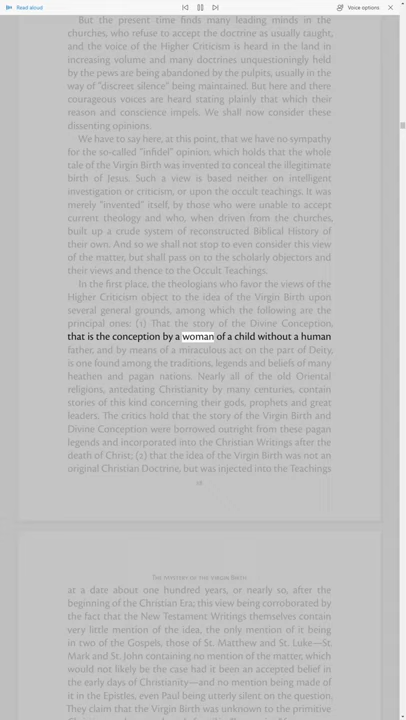 Read aloud
Voice options
But the present time finds many leading minds in the
churches, who refuse to accept the doctrine as usually taught,
and the voice of the Higher Criticism is heard in the land in
increasing volume and many doctrines unquestioningly held
by the pews are being abandoned by the pulpits, usually in the
way of "discreet silence" being maintained. But here and there
courageous voices are heard stating plainly that which their
reason and conscience impels. We shall now consider these
dissenting opinions.
We have to say here, at this point, that we have no sympathy
for the so-called "infidel" opinion, which holds that the whole
tale of the Virgin Birth was invented to conceal the illegitimate
birth of Jesus. Such a view is based neither on intelligent
investigation or criticism, or upon the occult teachings. It was
merely "invented" itself, by those who were unable to accept
current theology and who, when driven from the churches,
built up a crude system of reconstructed Biblical History of
their own. And so we shall not stop to even consider this view
of the matter, but shall pass on to the scholarly objectors and
their views and thence to the Occult Teachings.
In the first place, the theologians who favor the views of the
Higher Criticism object to the idea of the Virgin Birth upon
several general grounds, among which the following are the
principal ones: (1) That the story of the Divine Conception,
that is the conception by a woman of a child without a human
father, and by means of a miraculous act on the part of Deity,
is one found among the traditions, legends and beliefs of many
heathen and pagan nations. Nearly all of the old Oriental
religions, antedating Christianity by many centuries, contain
stories of this kind concerning their gods, prophets and great
leaders. The critics hold that the story of the Virgin Birth and
Divine Conception were borrowed outright from these pagan
legends and incorporated into the Christian Writings after the
death of Christ; (2) that the idea of the Virgin Birth was not an
original Christian Doctrine, but was injected into the Teachings
The Mystery of the Virgin Birth
at a date about one hundred years, or nearly so, after the
beginning of the Christian Era; this view being corroborated by
the fact that the New Testament Writings themselves contain
very little mention of the idea, the only mention of it being
in two of the Gospels, those of St. Matthew and St. Luke—St.
Mark and St. John containing no mention of the matter, which
would not likely be the case had it been an accepted belief in
the early days of Christianity—and no mention being made of
it in the Epistles, even Paul being utterly silent on the question.
They claim that the Virgin Birth was unknown to the primitive